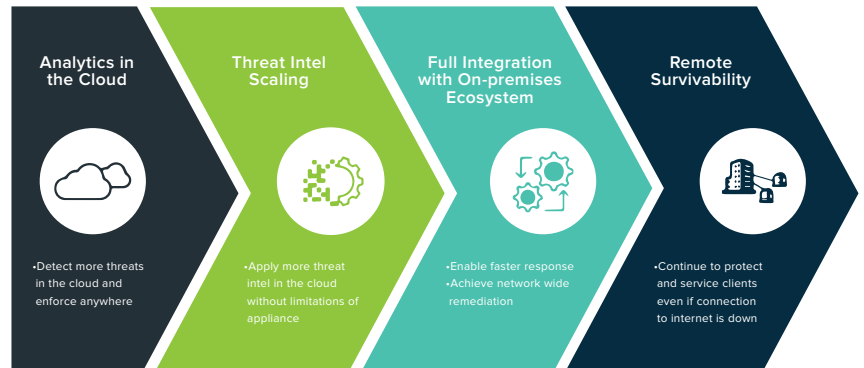 Analytics in
the Cloud
•Detect more threats
in the cloud and
enforce anywhere
Threat Intel
Scaling
•Apply more threat
intel in the cloud
without limitations of
appliance
Full Integration
with On-premises
Ecosystem
•Enable faster response
•Achieve network wide
remediation
Remote
Survivability
•Continue to protect
and service clients
even if connection
to internet is down